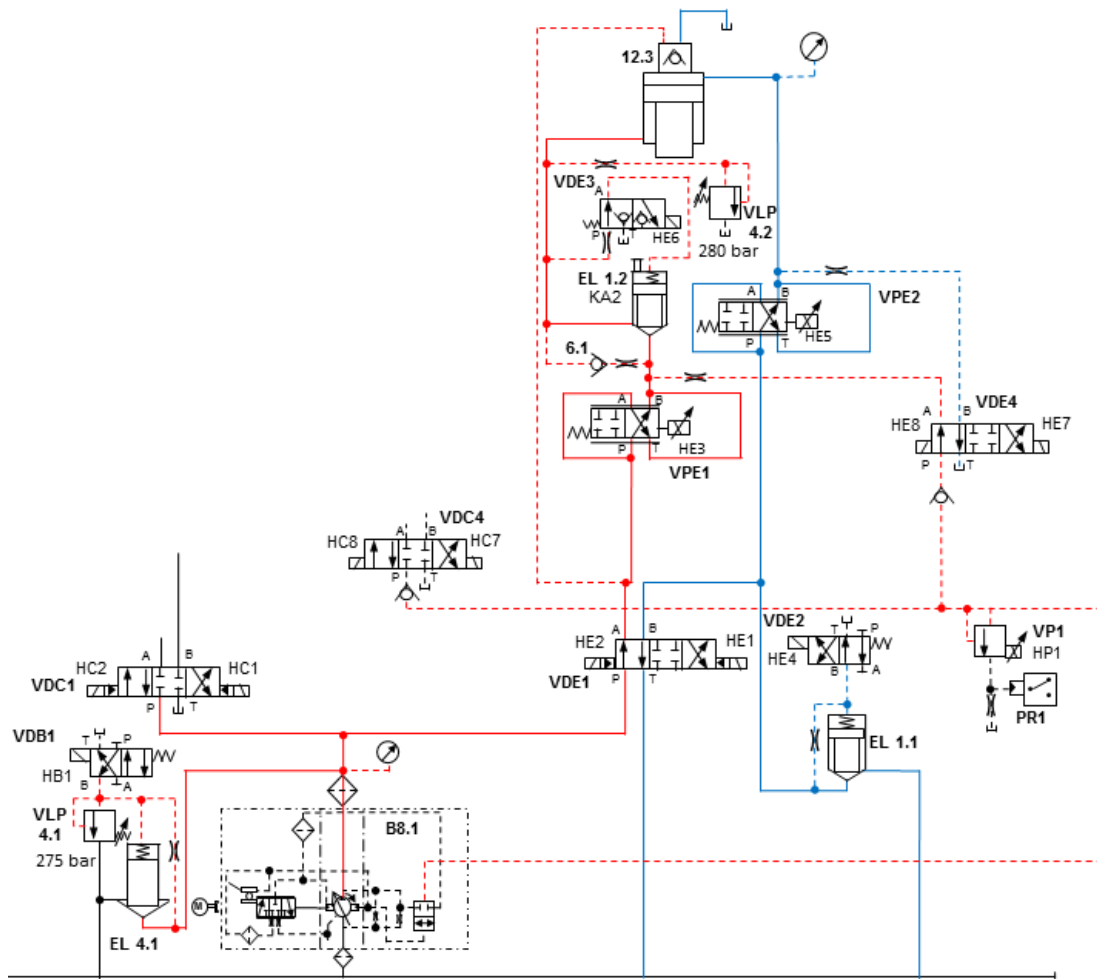 12.3
VDE3
A
P
T
HE6
VLP
4.2
280 bar
EL 1.2
KA2
A
B
VPE2
HE5
P
T
6.1
A
B
VDE4
HE8
HE7
P
T
A
B
HE3
P
T
VPE1
VDC4
A
B
HC8
HC7
P
T
VDE2
T
P
HE4
B
A
VP1
HP1
PR1
A
B
HE2
HE1
VDE1
P
T
A
B
HC2
HC1
VDC1
P
T
EL 1.1
VDB1
T
P
HB1
B
A
VLP
4.1
275 bar
B8.1
M
EL 4.1